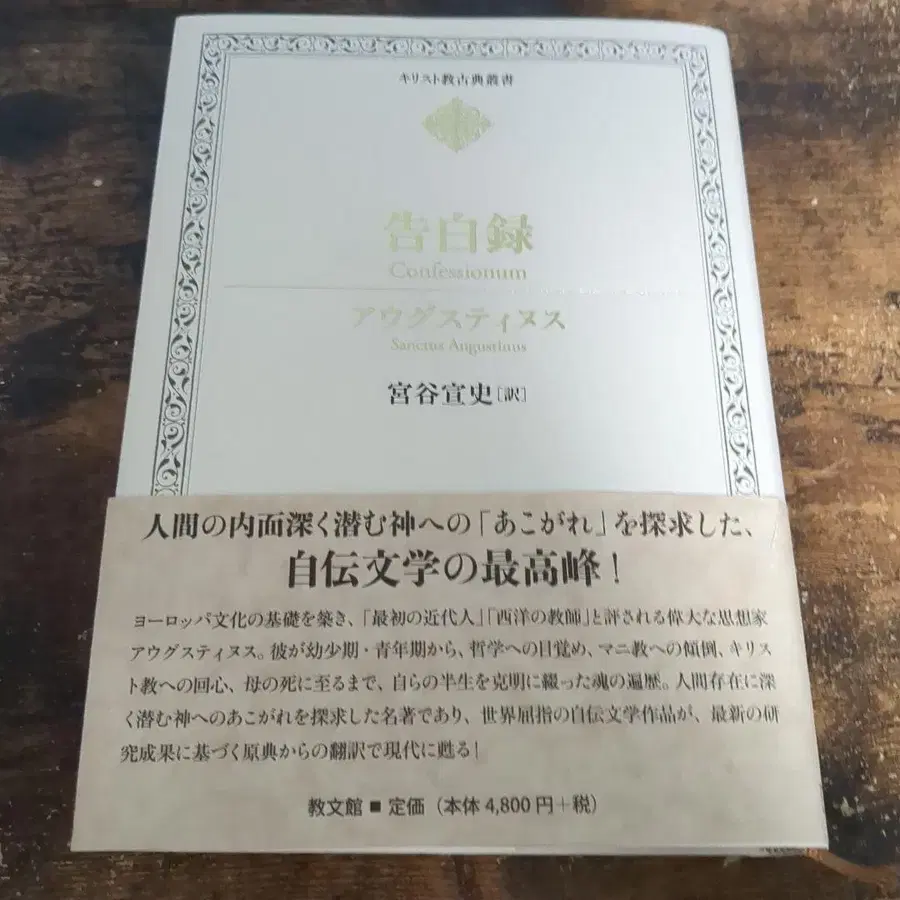 キリスト教古典叢書
告白録
Confessionum
アウグスティヌス
Sanctus Augustinus
宮谷宣史[訳]
人間の内面深く潜む神への「あこがれ」を探求した、
自伝文学の最高峰！
ヨーロッパ文化の基礎を築き、「最初の近代人」「西洋の教師」と評される偉大な思想家
アウグスティヌス。彼が幼少期・青年期から、哲学への目覚め、マニ教への傾倒、キリス
ト教への回心、母の死に至るまで、自らの半生を克明に綴った魂の遍歴。人間存在に深
く潜む神へのあこがれを探求した名著であり、世界屈指の自伝文学作品が、最新の研
究成果に基づく原典からの翻訳で現代に甦る！
教文館 ■ 定価（本体 4,800 円＋税）